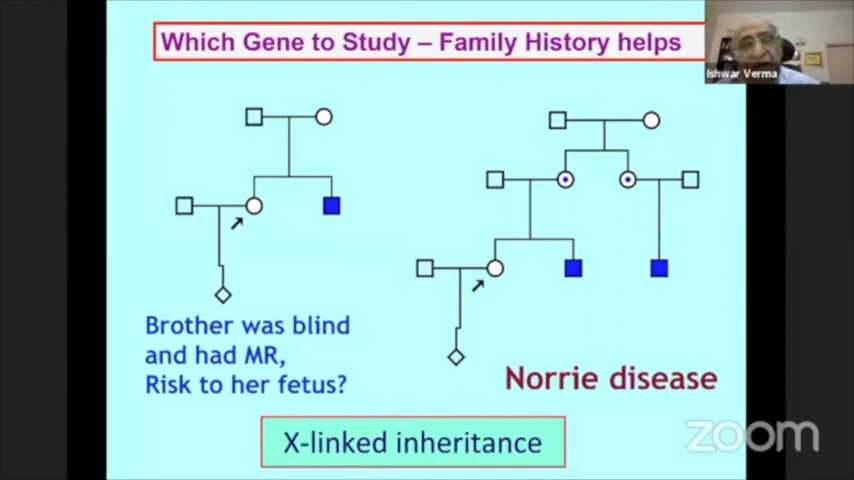 Which Gene to Study – Family History helps
Ishwar Verma
Brother was blind
and had MR,
Risk to her fetus?
Norrie disease
X-linked inheritance
zoom